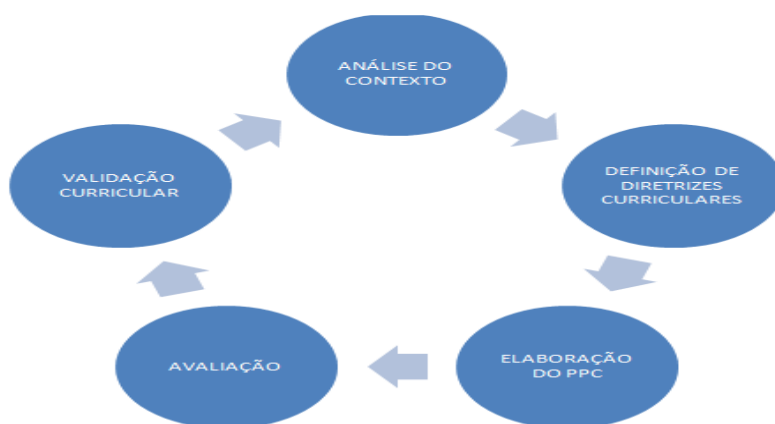 ANÁLISE DO
CONTEXTO
DEFINIÇÃO DE
DIRETRIZES
CURRICULARES
ELABORAÇÃO
DO PPC
AVALIAÇÃO
VALIDAÇÃO
CURRICULAR